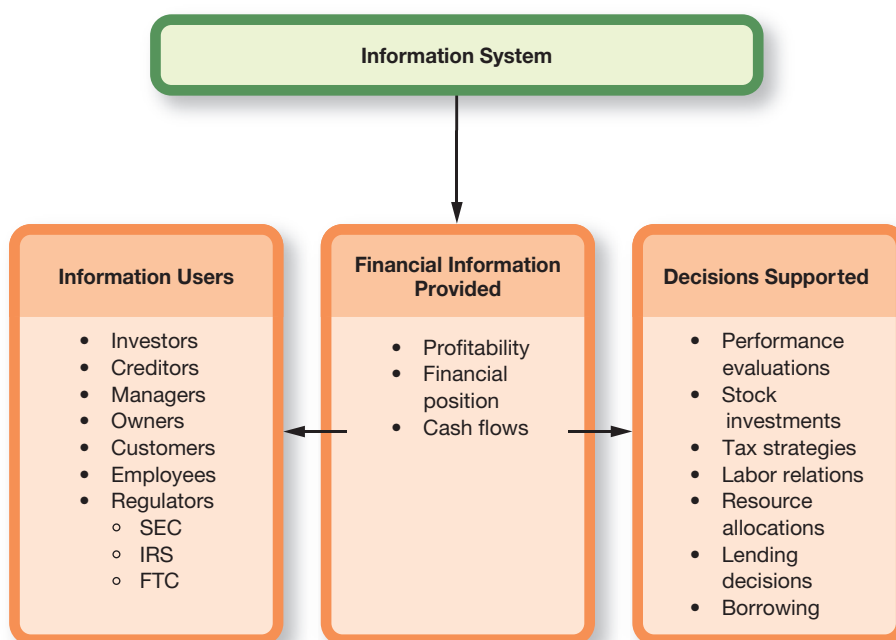 Information System
Information Users
• Investors
• Creditors
• Managers
• Owners
• Customers
• Employees
• Regulators
○ SEC
○ IRS
○ FTC
Financial Information
Provided
• Profitability
• Financial
position
• Cash flows
Decisions Supported
• Performance
evaluations
• Stock
investments
• Tax strategies
• Labor relations
• Resource
allocations
• Lending
decisions
• Borrowing